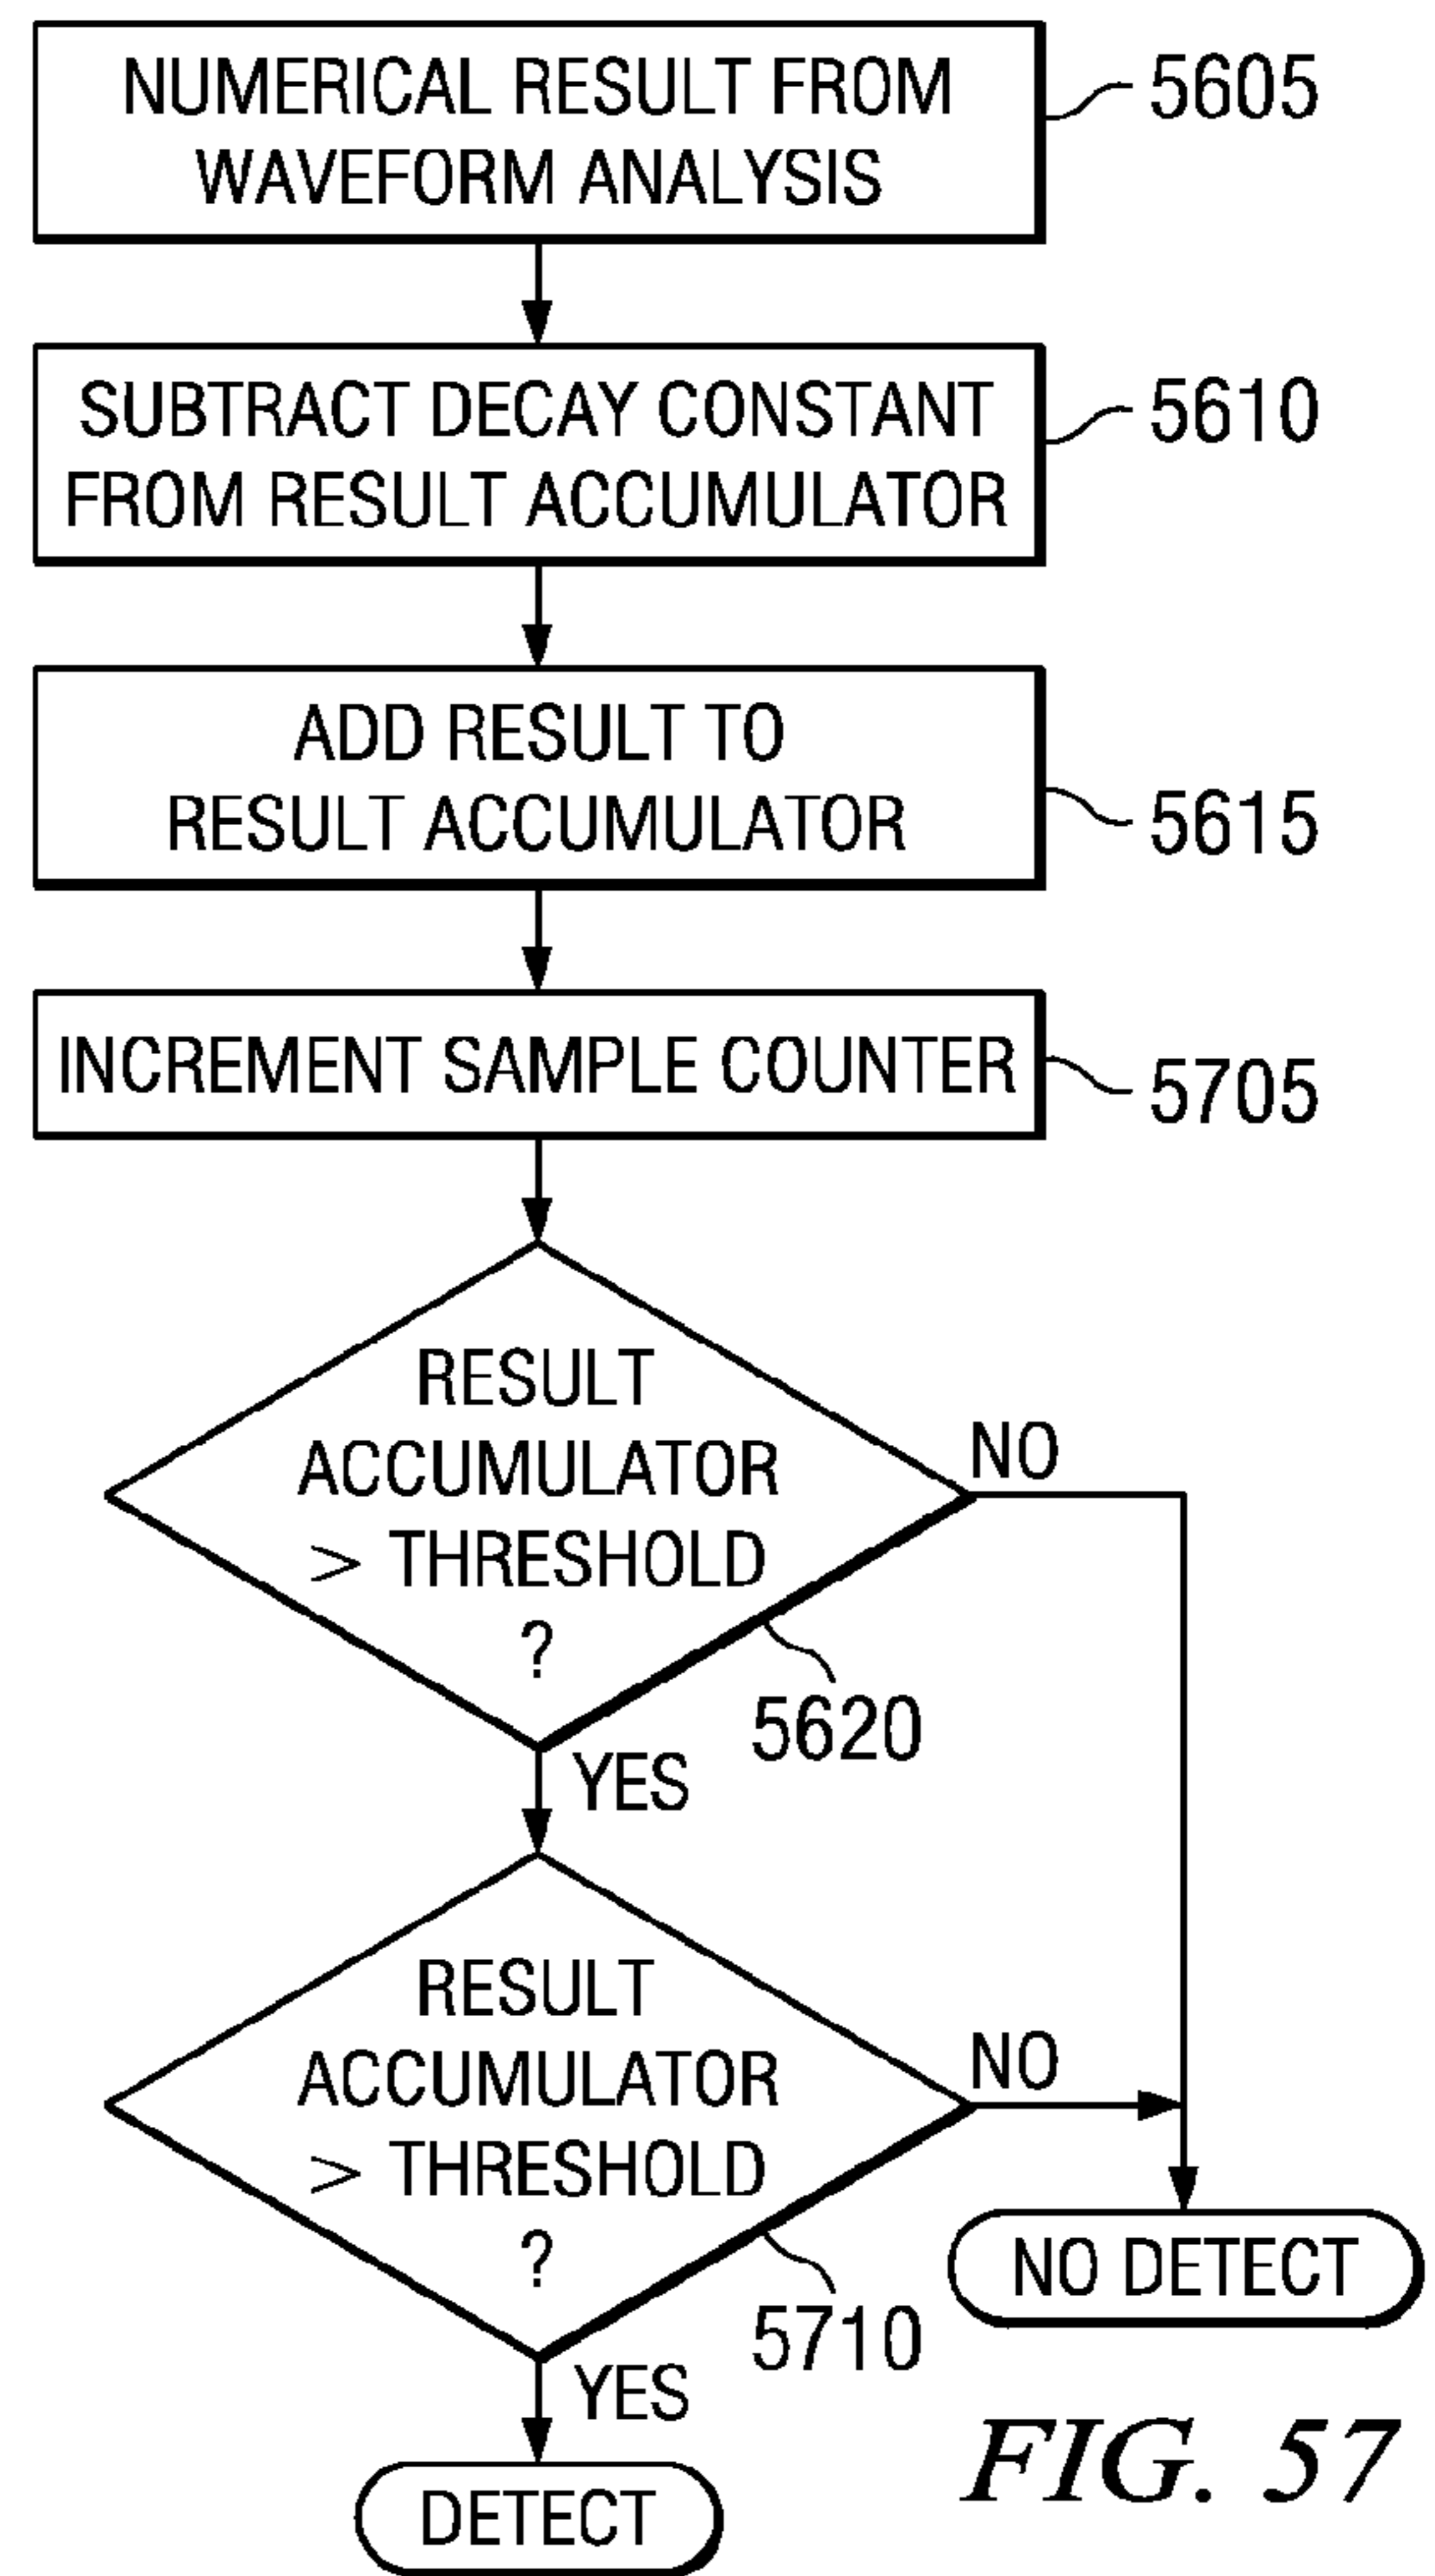 NUMERICAL RESULT FROM
WAVEFORM ANALYSIS
5605
SUBTRACT DECAY CONSTANT
FROM RESULT ACCUMULATOR
5610
ADD RESULT TO
RESULT ACCUMULATOR
5615
INCREMENT SAMPLE COUNTER
5705
RESULT
ACCUMULATOR
> THRESHOLD
?
NO
5620
YES
RESULT
ACCUMULATOR
> THRESHOLD
?
NO
5710
YES
NO DETECT
DETECT
FIG. 57